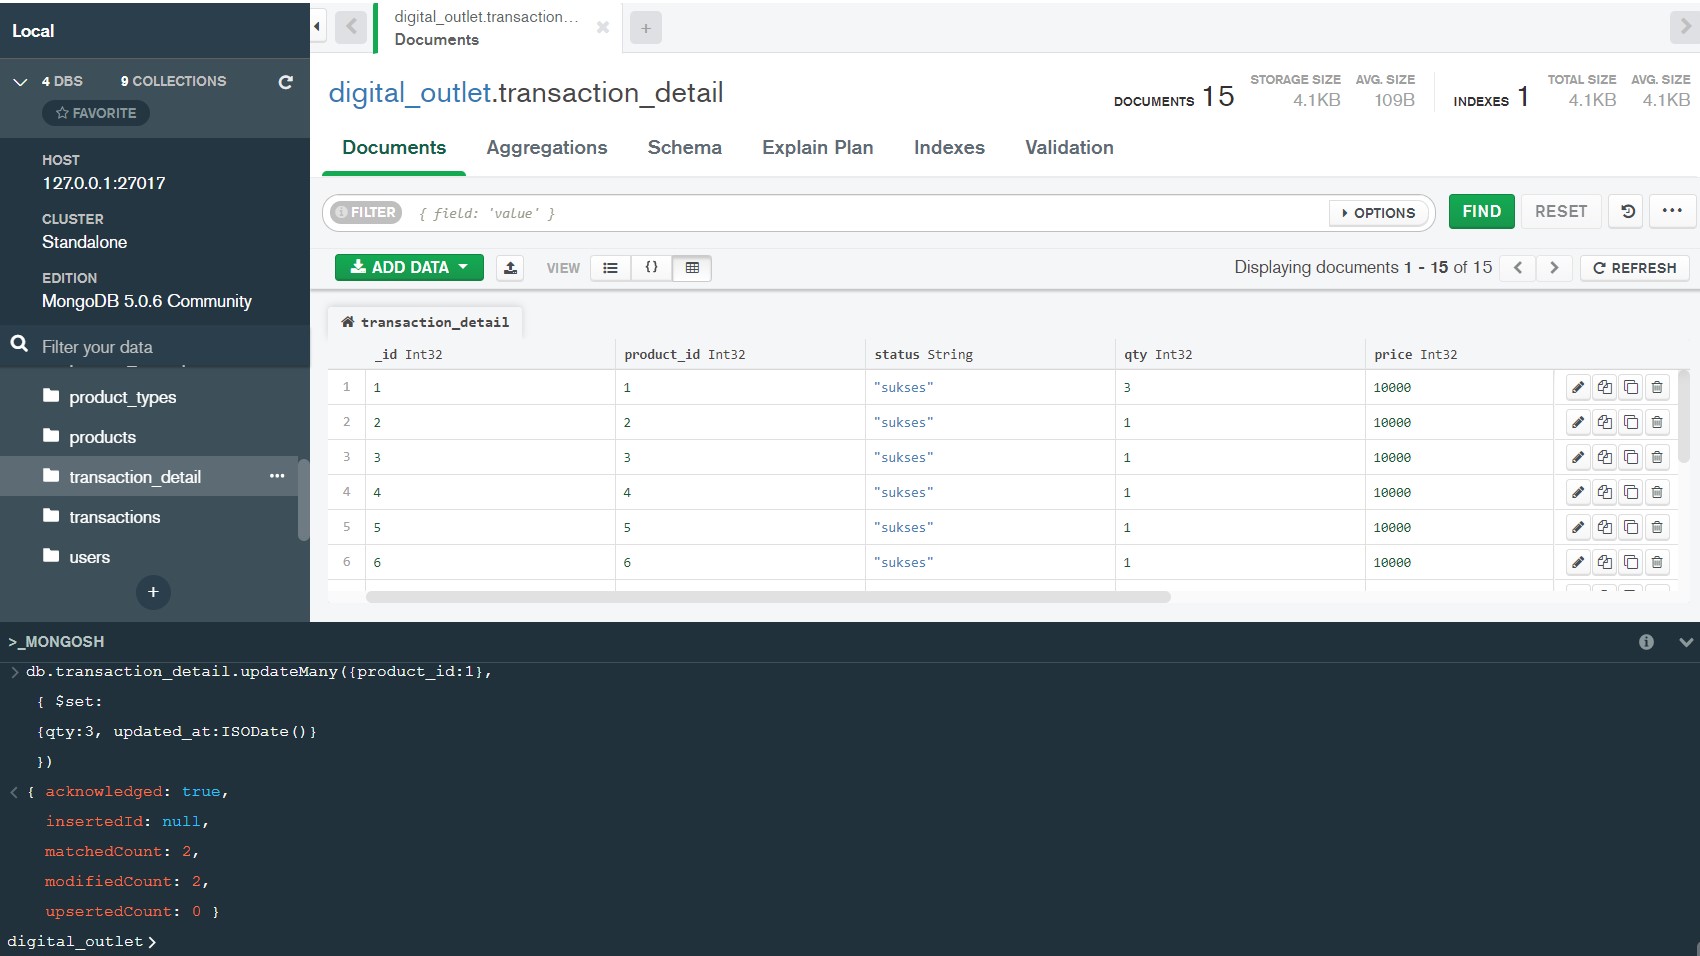 Local
4 DBS 9 COLLECTIONS
FAVORITE
HOST
127.0.0.1:27017
CLUSTER
Standalone
EDITION
MongoDB 5.0.6 Community
Filter your data
product_types
products
transaction_detail ...
transactions
users
+
digital_outlet.transaction...
Documents
+
digital_outlet.transaction_detail
DOCUMENTS 15
STORAGE SIZE AVG. SIZE
4.1KB 109B
INDEXES 1
TOTAL SIZE AVG. SIZE
4.1KB 4.1KB
Documents Aggregations Schema Explain Plan Indexes Validation
FILTER { field: 'value' } OPTIONS FIND RESET ...
ADD DATA VIEW {} Displaying documents 1 - 15 of 15 < > REFRESH
transaction_detail
_id Int32 product_id Int32 status String qty Int32 price Int32
1 1 1 "sukses" 3 10000
2 2 2 "sukses" 1 10000
3 3 3 "sukses" 1 10000
4 4 4 "sukses" 1 10000
5 5 5 "sukses" 1 10000
6 6 6 "sukses" 1 10000
>_MONGOSH
> db.transaction_detail.updateMany({product_id:1},
{ $set:
{qty:3, updated_at:ISODate()}
})
< { acknowledged: true,
insertedId: null,
matchedCount: 2,
modifiedCount: 2,
upsertedCount: 0 }
digital_outlet>